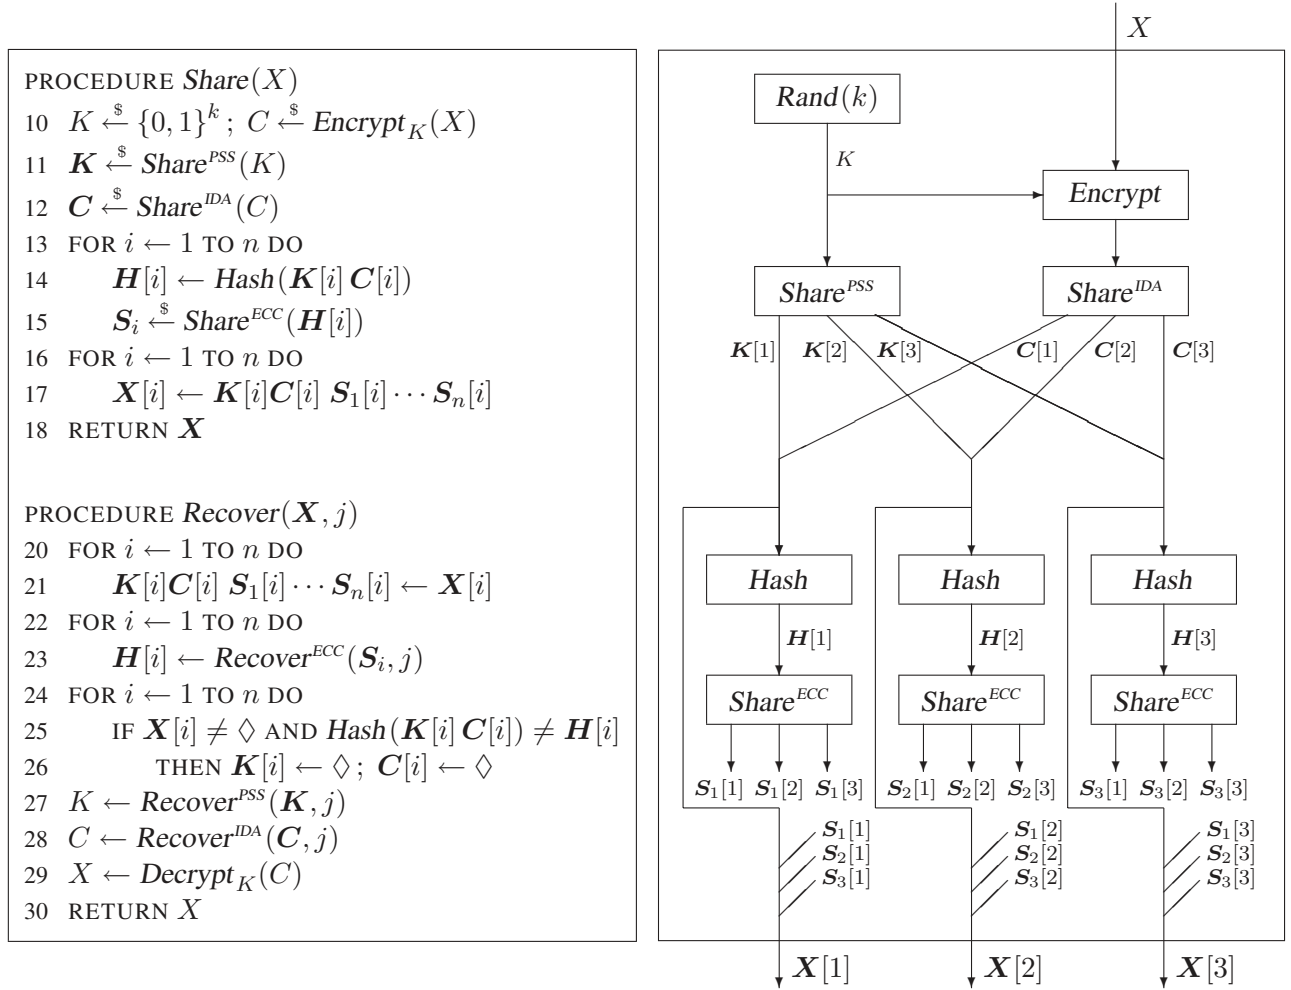 PROCEDURE Share(X)
10 K ←$ {0, 1}^k ; C ←$ Encrypt_K(X)
11 K ←$ Share^PSS(K)
12 C ←$ Share^IDA(C)
13 FOR i ← 1 TO n DO
14 H[i] ← Hash(K[i] C[i])
15 S_i ←$ Share^ECC(H[i])
16 FOR i ← 1 TO n DO
17 X[i] ← K[i]C[i] S_1[i] ⋯ S_n[i]
18 RETURN X
PROCEDURE Recover(X, j)
20 FOR i ← 1 TO n DO
21 K[i]C[i] S_1[i] ⋯ S_n[i] ← X[i]
22 FOR i ← 1 TO n DO
23 H[i] ← Recover^ECC(S_i, j)
24 FOR i ← 1 TO n DO
25 IF X[i] ≠ ◊ AND Hash(K[i] C[i]) ≠ H[i]
26 THEN K[i] ← ◊ ; C[i] ← ◊
27 K ← Recover^PSS(K, j)
28 C ← Recover^IDA(C, j)
29 X ← Decrypt_K(C)
30 RETURN X
X
Rand(k)
K
Encrypt
Share^PSS Share^IDA
K[1] K[2] K[3] C[1] C[2] C[3]
Hash Hash Hash
H[1] H[2] H[3]
Share^ECC Share^ECC Share^ECC
S_1[1] S_1[2] S_1[3] S_2[1] S_2[2] S_2[3] S_3[1] S_3[2] S_3[3]
S_1[1] S_1[2] S_1[3]
S_2[1] S_2[2] S_2[3]
S_3[1] S_3[2] S_3[3]
X[1] X[2] X[3]